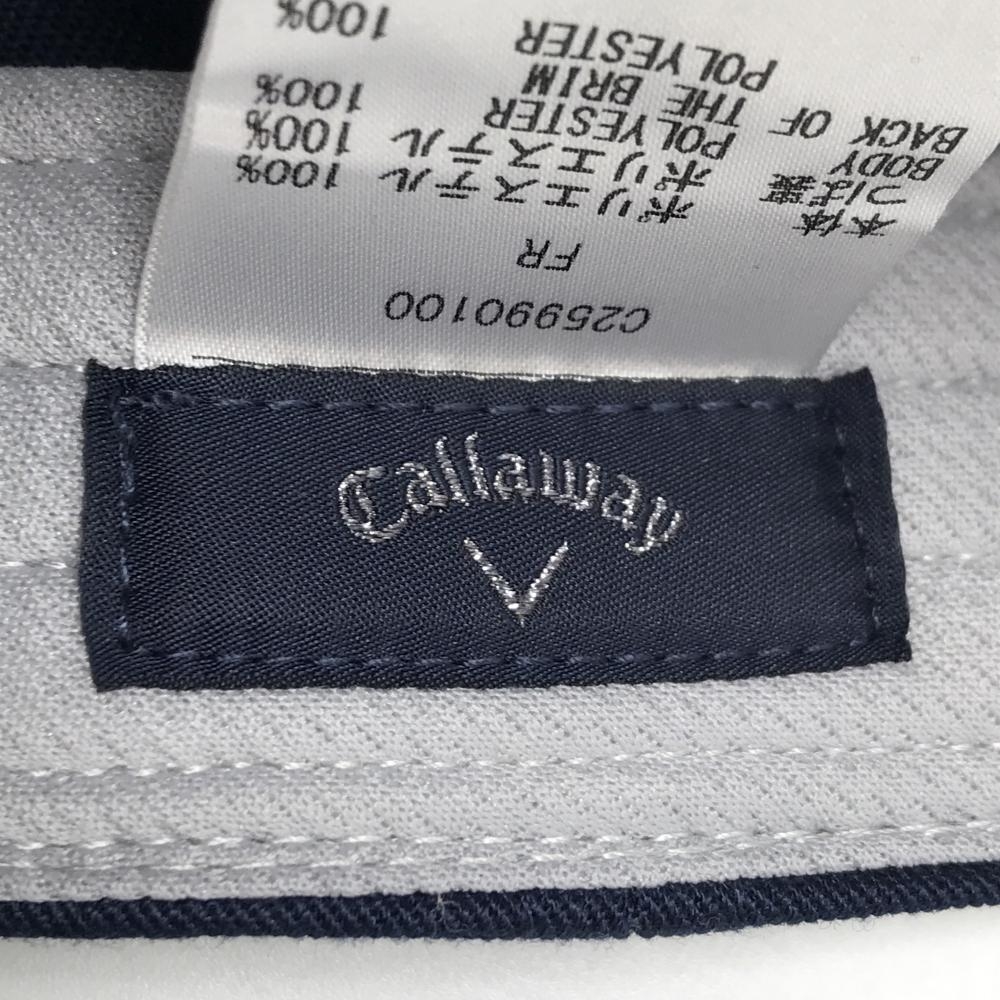 C25990100
FR
本体 ポリエステル 100%
つば裏 ポリエステル 100%
BODY POLYESTER 100%
BACK OF THE BRIM
POLYESTER 100%
Callaway